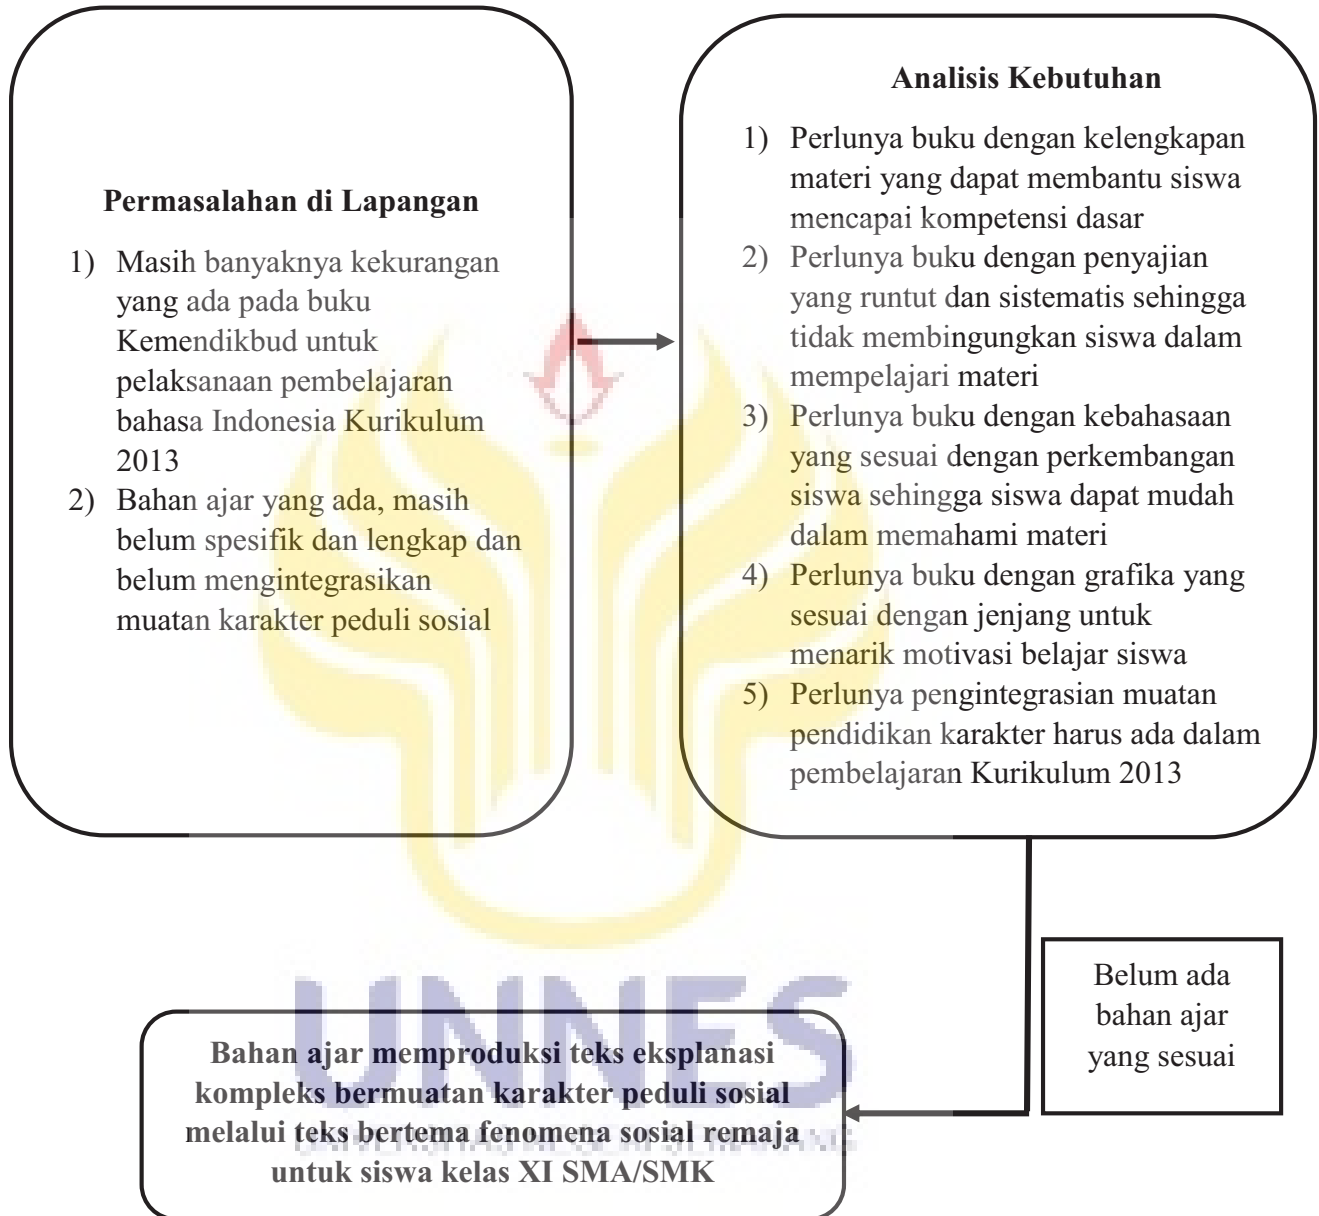 Permasalahan di Lapangan
1) Masih banyaknya kekurangan
yang ada pada buku
Kemendikbud untuk
pelaksanaan pembelajaran
bahasa Indonesia Kurikulum
2013
2) Bahan ajar yang ada, masih
belum spesifik dan lengkap dan
belum mengintegrasikan
muatan karakter peduli sosial
Analisis Kebutuhan
1) Perlunya buku dengan kelengkapan
materi yang dapat membantu siswa
mencapai kompetensi dasar
2) Perlunya buku dengan penyajian
yang runtut dan sistematis sehingga
tidak membingungkan siswa dalam
mempelajari materi
3) Perlunya buku dengan kebahasaan
yang sesuai dengan perkembangan
siswa sehingga siswa dapat mudah
dalam memahami materi
4) Perlunya buku dengan grafika yang
sesuai dengan jenjang untuk
menarik motivasi belajar siswa
5) Perlunya pengintegrasian muatan
pendidikan karakter harus ada dalam
pembelajaran Kurikulum 2013
Belum ada
bahan ajar
yang sesuai
UNNES
Bahan ajar memproduksi teks eksplanasi
kompleks bermuatan karakter peduli sosial
melalui teks bertema fenomena sosial remaja
untuk siswa kelas XI SMA/SMK